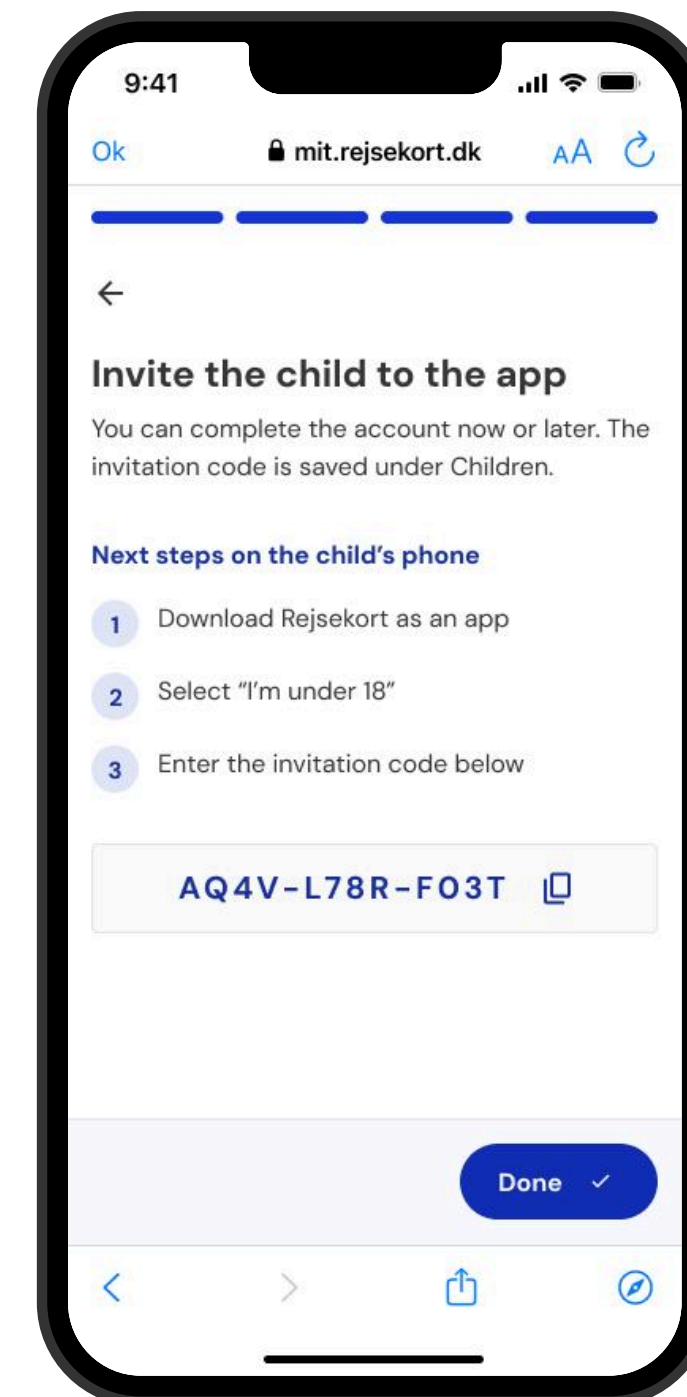 9:41
Ok mit.rejsekort.dk AA
Invite the child to the app
You can complete the account now or later. The
invitation code is saved under Children.
Next steps on the child’s phone
1 Download Rejsekort as an app
2 Select “I’m under 18”
3 Enter the invitation code below
AQ4V-L78R-F03T
Done